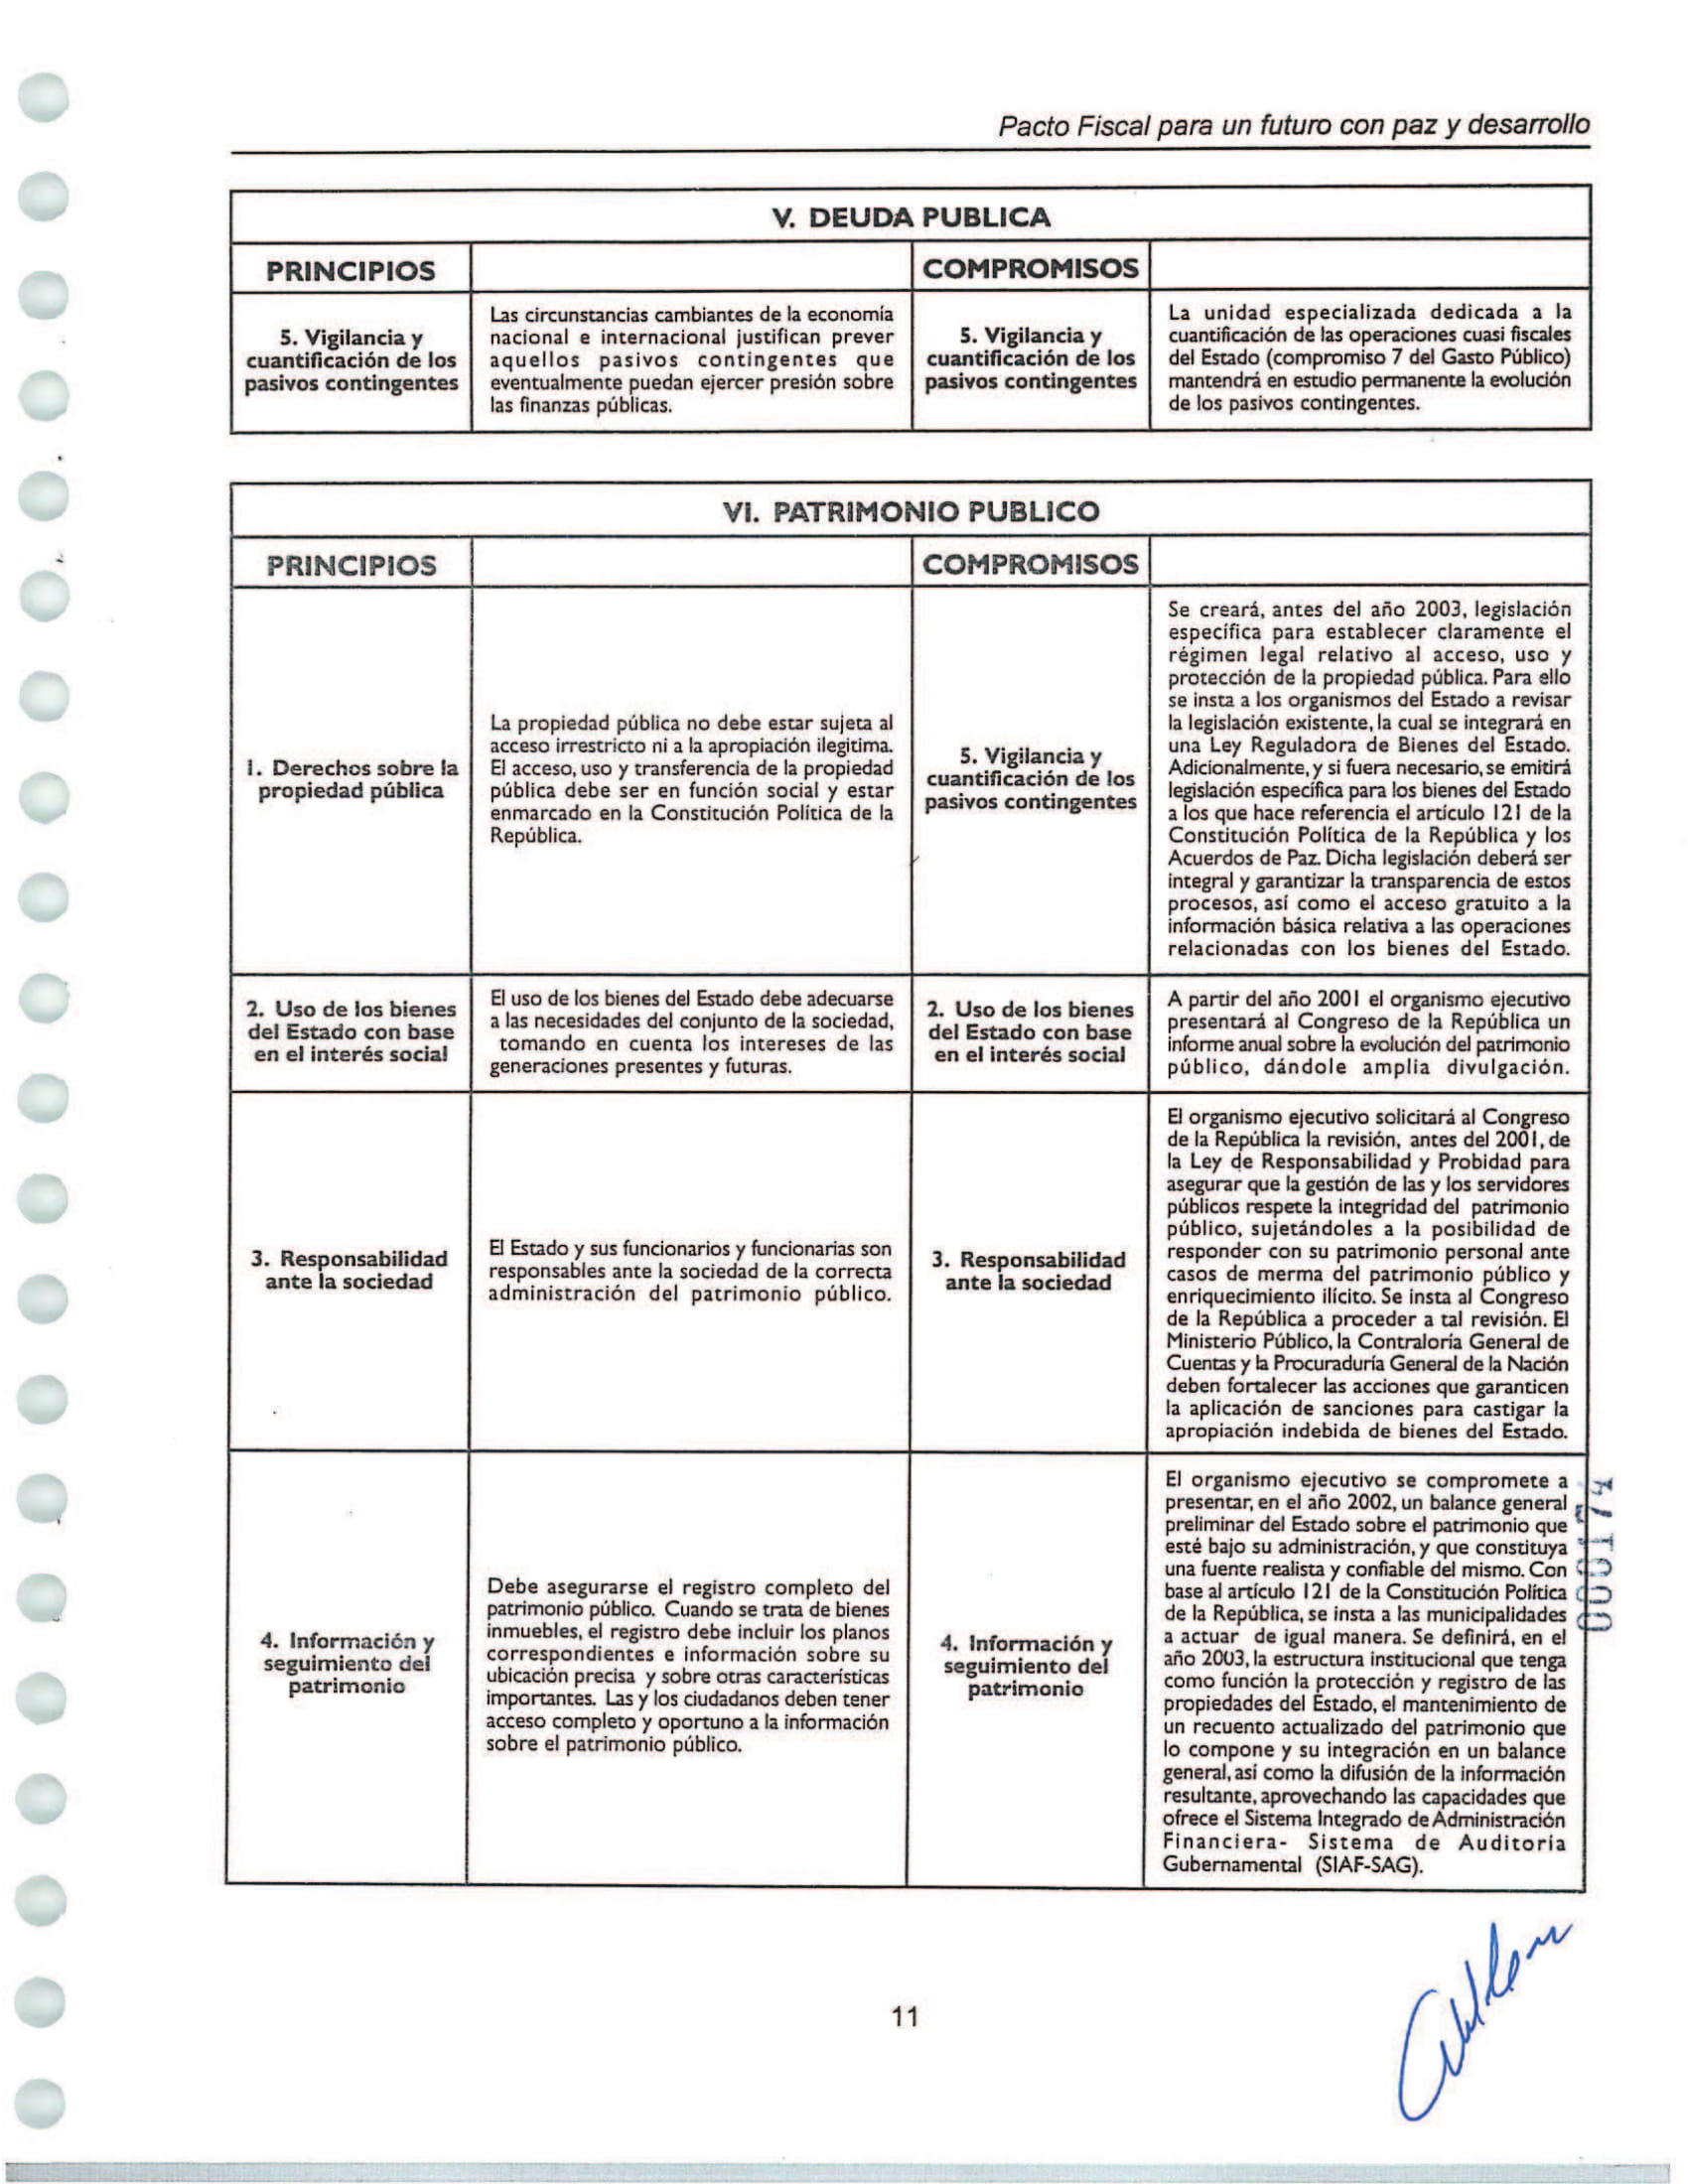 Pacto Fiscal para un futuro con paz y desarrollo
V. DEUDA PUBLICA
PRINCIPIOS
COMPROMISOS
5. Vigilancia y
cuantificación de los
pasivos contingentes
Las circunstancias cambiantes de la economía
nacional e internacional justifican prever
aquellos pasivos contingentes que
eventualmente puedan ejercer presión sobre
las finanzas públicas.
5. Vigilancia y
cuantificación de los
pasivos contingentes
La unidad especializada dedicada a la
cuantificación de las operaciones cuasi fiscales
del Estado (compromiso 7 del Gasto Público)
mantendrá en estudio permanente la evolución
de los pasivos contingentes.
VI. PATRIMONIO PUBLICO
PRINCIPIOS
COMPROMISOS
1. Derechos sobre la
propiedad pública
La propiedad pública no debe estar sujeta al
acceso irrestricto ni a la apropiación ilegitima.
El acceso, uso y transferencia de la propiedad
pública debe ser en función social y estar
enmarcado en la Constitución Política de la
República.
5. Vigilancia y
cuantificación de los
pasivos contingentes
Se creará, antes del año 2003, legislación
específica para establecer claramente el
régimen legal relativo al acceso, uso y
protección de la propiedad pública. Para ello
se insta a los organismos del Estado a revisar
la legislación existente, la cual se integrará en
una Ley Reguladora de Bienes del Estado.
Adicionalmente, y si fuera necesario, se emitirá
legislación específica para los bienes del Estado
a los que hace referencia el artículo 121 de la
Constitución Política de la República y los
Acuerdos de Paz. Dicha legislación deberá ser
integral y garantizar la transparencia de estos
procesos, así como el acceso gratuito a la
información básica relativa a las operaciones
relacionadas con los bienes del Estado.
2. Uso de los bienes
del Estado con base
en el interés social
El uso de los bienes del Estado debe adecuarse
a las necesidades del conjunto de la sociedad,
tomando en cuenta los intereses de las
generaciones presentes y futuras.
2. Uso de los bienes
del Estado con base
en el interés social
A partir del año 2001 el organismo ejecutivo
presentará al Congreso de la República un
informe anual sobre la evolución del patrimonio
público, dándole amplia divulgación.
3. Responsabilidad
ante la sociedad
El Estado y sus funcionarios y funcionarias son
responsables ante la sociedad de la correcta
administración del patrimonio público.
3. Responsabilidad
ante la sociedad
El organismo ejecutivo solicitará al Congreso
de la República la revisión, antes del 2001, de
la Ley de Responsabilidad y Probidad para
asegurar que la gestión de las y los servidores
públicos respete la integridad del patrimonio
público, sujetándoles a la posibilidad de
responder con su patrimonio personal ante
casos de merma del patrimonio público y
enriquecimiento ilícito. Se insta al Congreso
de la República a proceder a tal revisión. El
Ministerio Público, la Contraloría General de
Cuentas y la Procuraduría General de la Nación
deben fortalecer las acciones que garanticen
la aplicación de sanciones para castigar la
apropiación indebida de bienes del Estado.
4. Información y
seguimiento del
patrimonio
Debe asegurarse el registro completo del
patrimonio público. Cuando se trata de bienes
inmuebles, el registro debe incluir los planos
correspondientes e información sobre su
ubicación precisa y sobre otras características
importantes. Las y los ciudadanos deben tener
acceso completo y oportuno a la información
sobre el patrimonio público.
4. Información y
seguimiento del
patrimonio
El organismo ejecutivo se compromete a
presentar, en el año 2002, un balance general
preliminar del Estado sobre el patrimonio que
esté bajo su administración, y que constituya
una fuente realista y confiable del mismo. Con
base al artículo 121 de la Constitución Política
de la República, se insta a las municipalidades
a actuar de igual manera. Se definirá, en el
año 2003, la estructura institucional que tenga
como función la protección y registro de las
propiedades del Estado, el mantenimiento de
un recuento actualizado del patrimonio que
lo compone y su integración en un balance
general, así como la difusión de la información
resultante, aprovechando las capacidades que
ofrece el Sistema Integrado de Administración
Financiera- Sistema de Auditoria
Gubernamental (SIAF-SAG).
000174
11